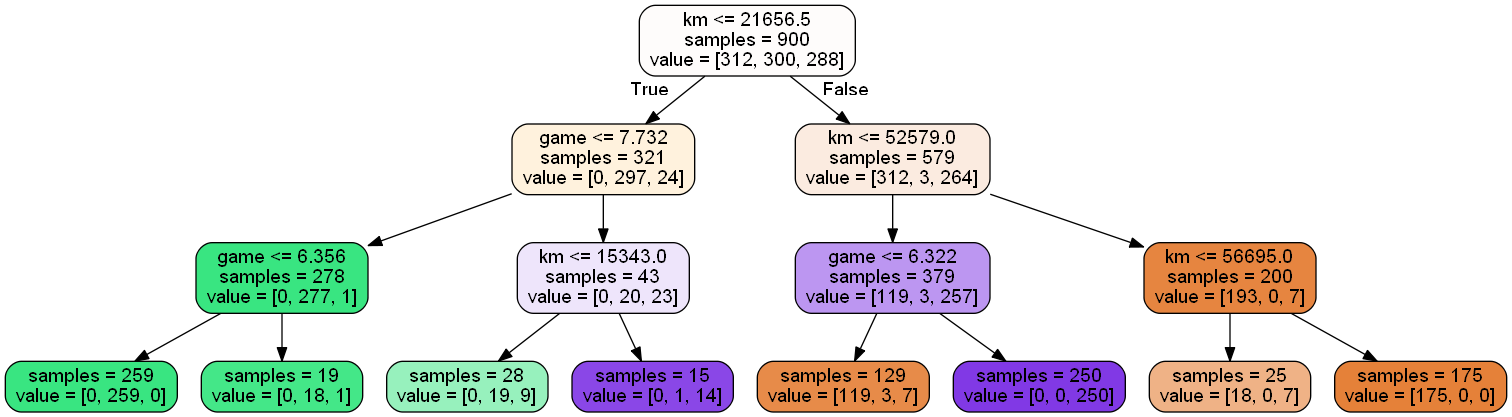 km <= 21656.5
samples = 900
value = [312, 300, 288]
True
False
game <= 7.732
samples = 321
value = [0, 297, 24]
km <= 52579.0
samples = 579
value = [312, 3, 264]
game <= 6.356
samples = 278
value = [0, 277, 1]
km <= 15343.0
samples = 43
value = [0, 20, 23]
game <= 6.322
samples = 379
value = [119, 3, 257]
km <= 56695.0
samples = 200
value = [193, 0, 7]
samples = 259
value = [0, 259, 0]
samples = 19
value = [0, 18, 1]
samples = 28
value = [0, 19, 9]
samples = 15
value = [0, 1, 14]
samples = 129
value = [119, 3, 7]
samples = 250
value = [0, 0, 250]
samples = 25
value = [18, 0, 7]
samples = 175
value = [175, 0, 0]